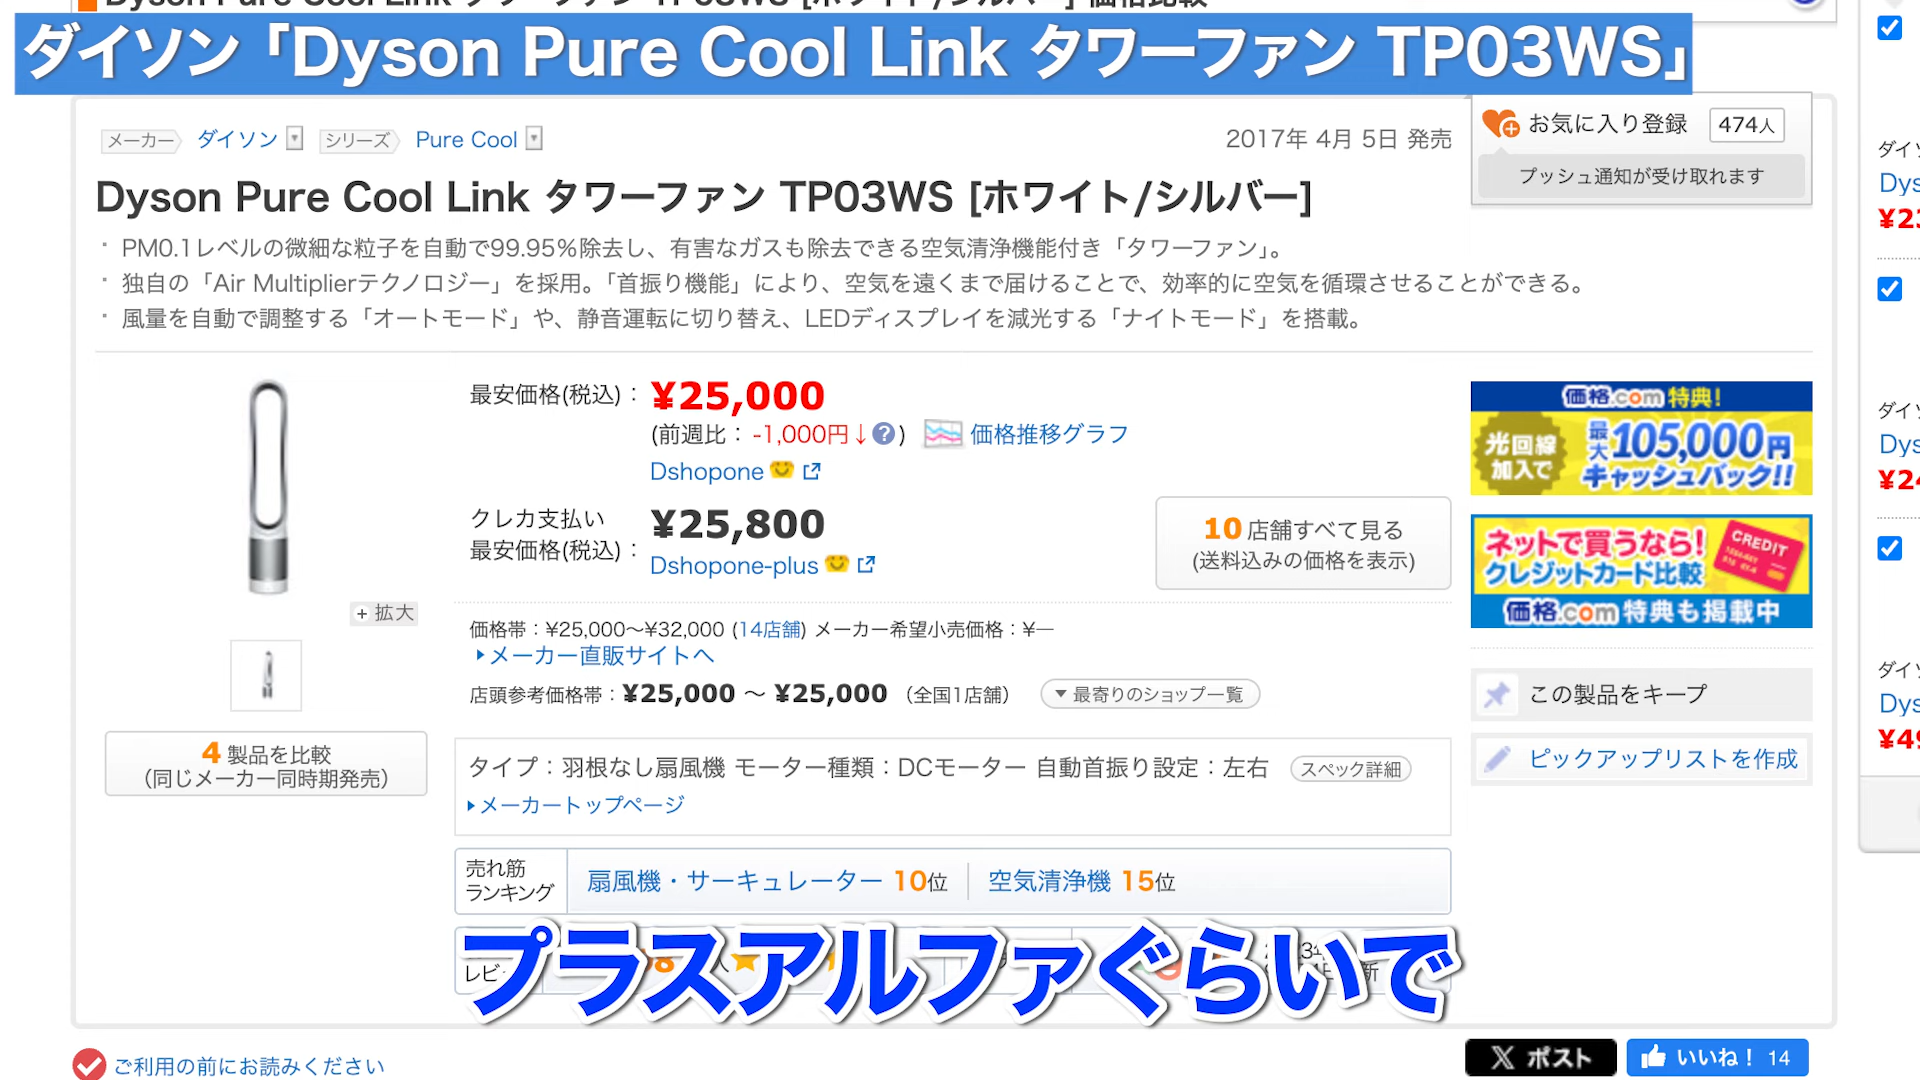 ダイソン「Dyson Pure Cool Link タワーファン TP03WS」
メーカー ダイソン シリーズ Pure Cool
2017年 4月 5日 発売
お気に入り登録 474人
プッシュ通知が受け取れます
Dyson Pure Cool Link タワーファン TP03WS [ホワイト/シルバー]
・PM0.1レベルの微細な粒子を自動で99.95%除去し、有害なガスも除去できる空気清浄機能付き「タワーファン」。
・独自の「Air Multiplierテクノロジー」を採用。「首振り機能」により、空気を遠くまで届けることで、効率的に空気を循環させることができる。
・風量を自動で調整する「オートモード」や、静音運転に切り替え、LEDディスプレイを減光する「ナイトモード」を搭載。
+ 拡大
4 製品を比較
(同じメーカー同時期発売)
最安価格(税込)： ¥25,000
(前週比：-1,000円↓?) 価格推移グラフ
Dshopone
クレカ支払い
最安価格(税込)： ¥25,800
Dshopone-plus
10 店舗すべて見る
(送料込みの価格を表示)
価格帯：¥25,000～¥32,000 (14店舗) メーカー希望小売価格：¥―
メーカー直販サイトへ
店頭参考価格帯：¥25,000 ～ ¥25,000 (全国1店舗) ▼最寄りのショップ一覧
タイプ：羽根なし扇風機 モーター種類：DCモーター 自動首振り設定：左右 スペック詳細
メーカートップページ
売れ筋
ランキング
扇風機・サーキュレーター 10位 空気清浄機 15位
プラスアルファぐらいで
価格.com 特典!
光回線
加入で
最大105,000円
キャッシュバック!!
ネットで買うなら!
クレジットカード比較
CREDIT
価格.com 特典も掲載中
この製品をキープ
ピックアップリストを作成
ご利用の前にお読みください
X ポスト
いいね！ 14